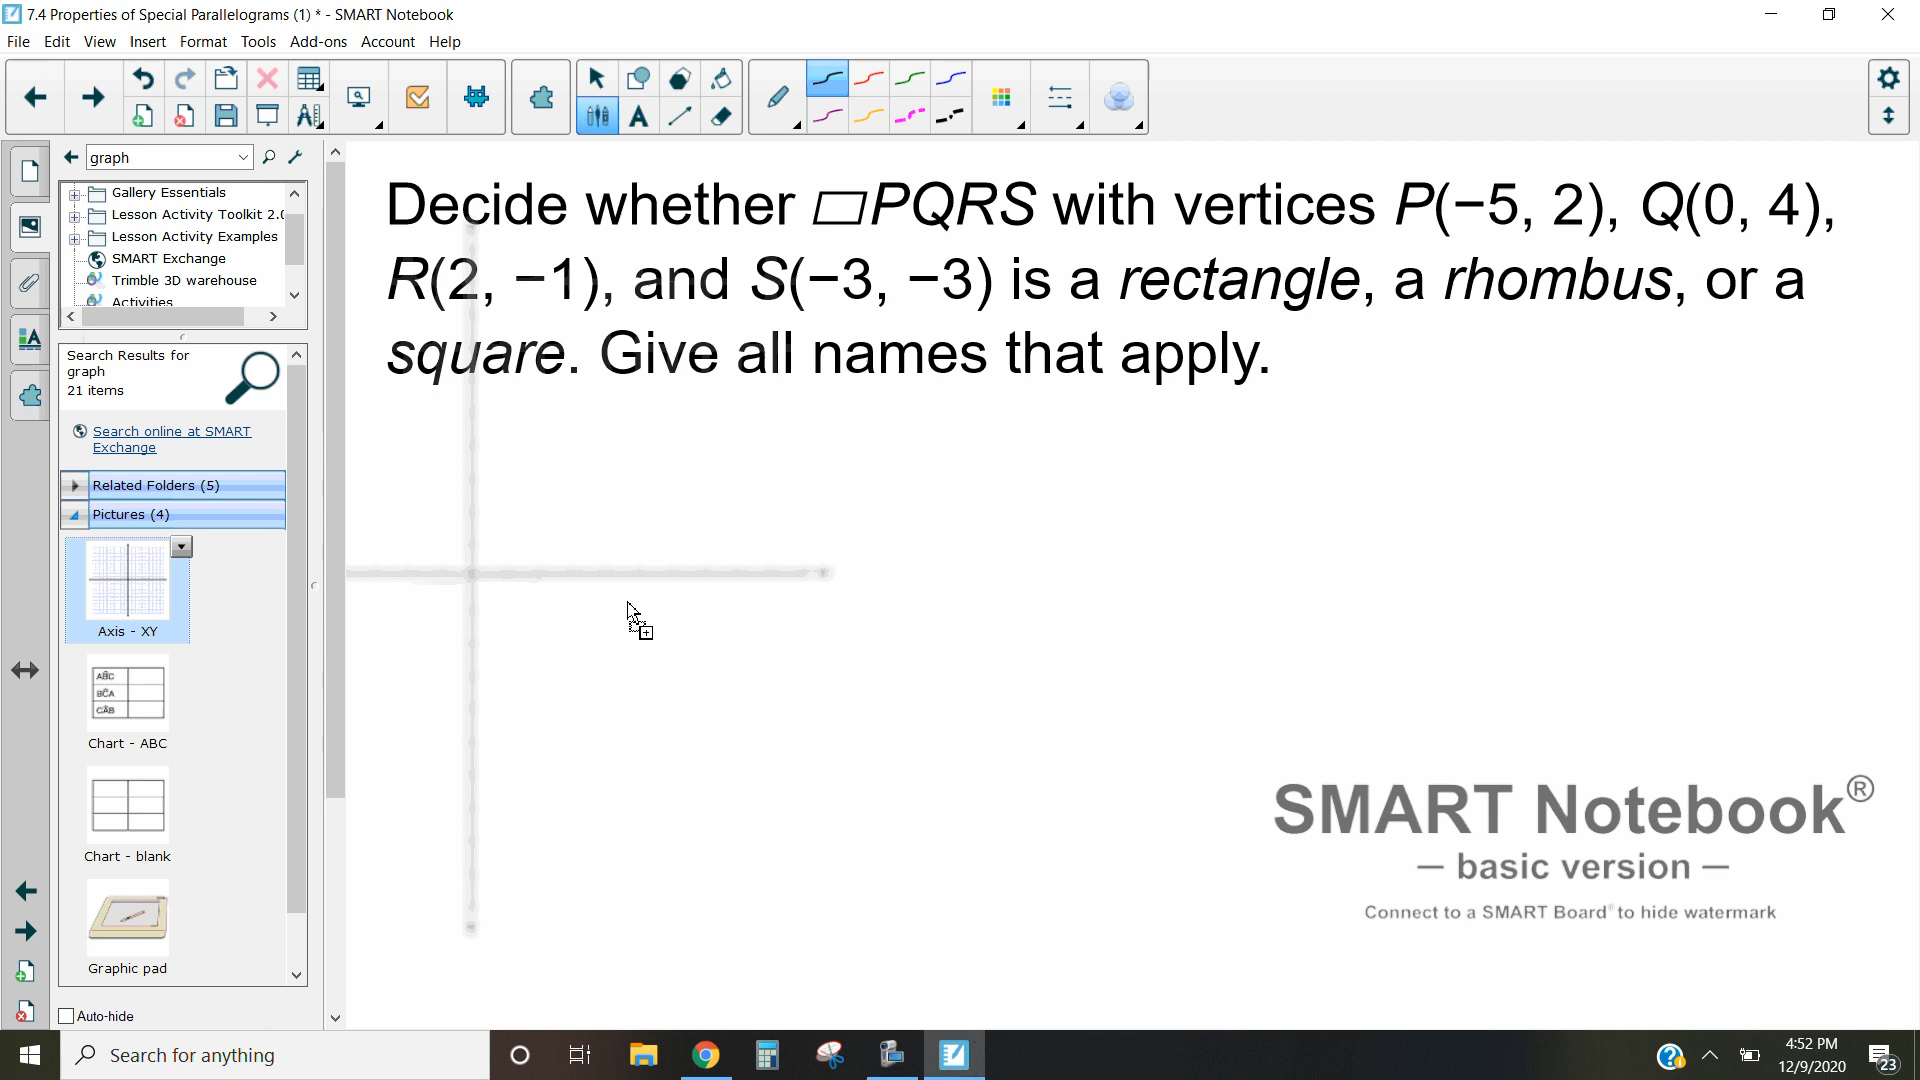 7.4 Properties of Special Parallelograms (1) * - SMART Notebook
File Edit View Insert Format Tools Add-ons Account Help
graph
Gallery Essentials
Lesson Activity Toolkit 2.0
Lesson Activity Examples
SMART Exchange
Trimble 3D warehouse
Activities
Search Results for
graph
21 items
Search online at SMART
Exchange
Related Folders (5)
Pictures (4)
Axis - XY
Chart - ABC
Chart - blank
Graphic pad
Auto-hide
Decide whether ▱PQRS with vertices P(−5, 2), Q(0, 4),
R(2, −1), and S(−3, −3) is a rectangle, a rhombus, or a
square. Give all names that apply.
SMART Notebook®
— basic version —
Connect to a SMART Board® to hide watermark
Search for anything
4:52 PM
12/9/2020
23